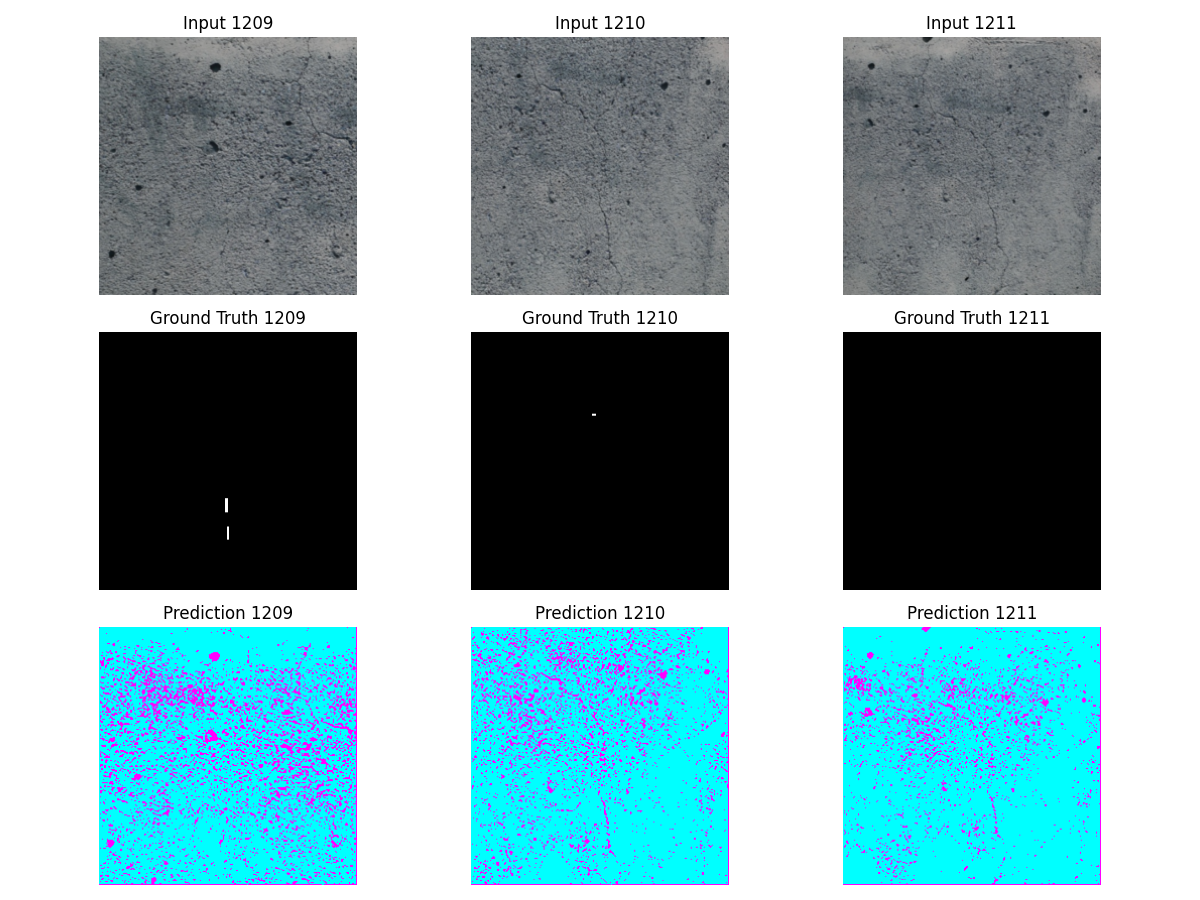 Input 1209
Input 1210
Input 1211
Ground Truth 1209
Ground Truth 1210
Ground Truth 1211
Prediction 1209
Prediction 1210
Prediction 1211